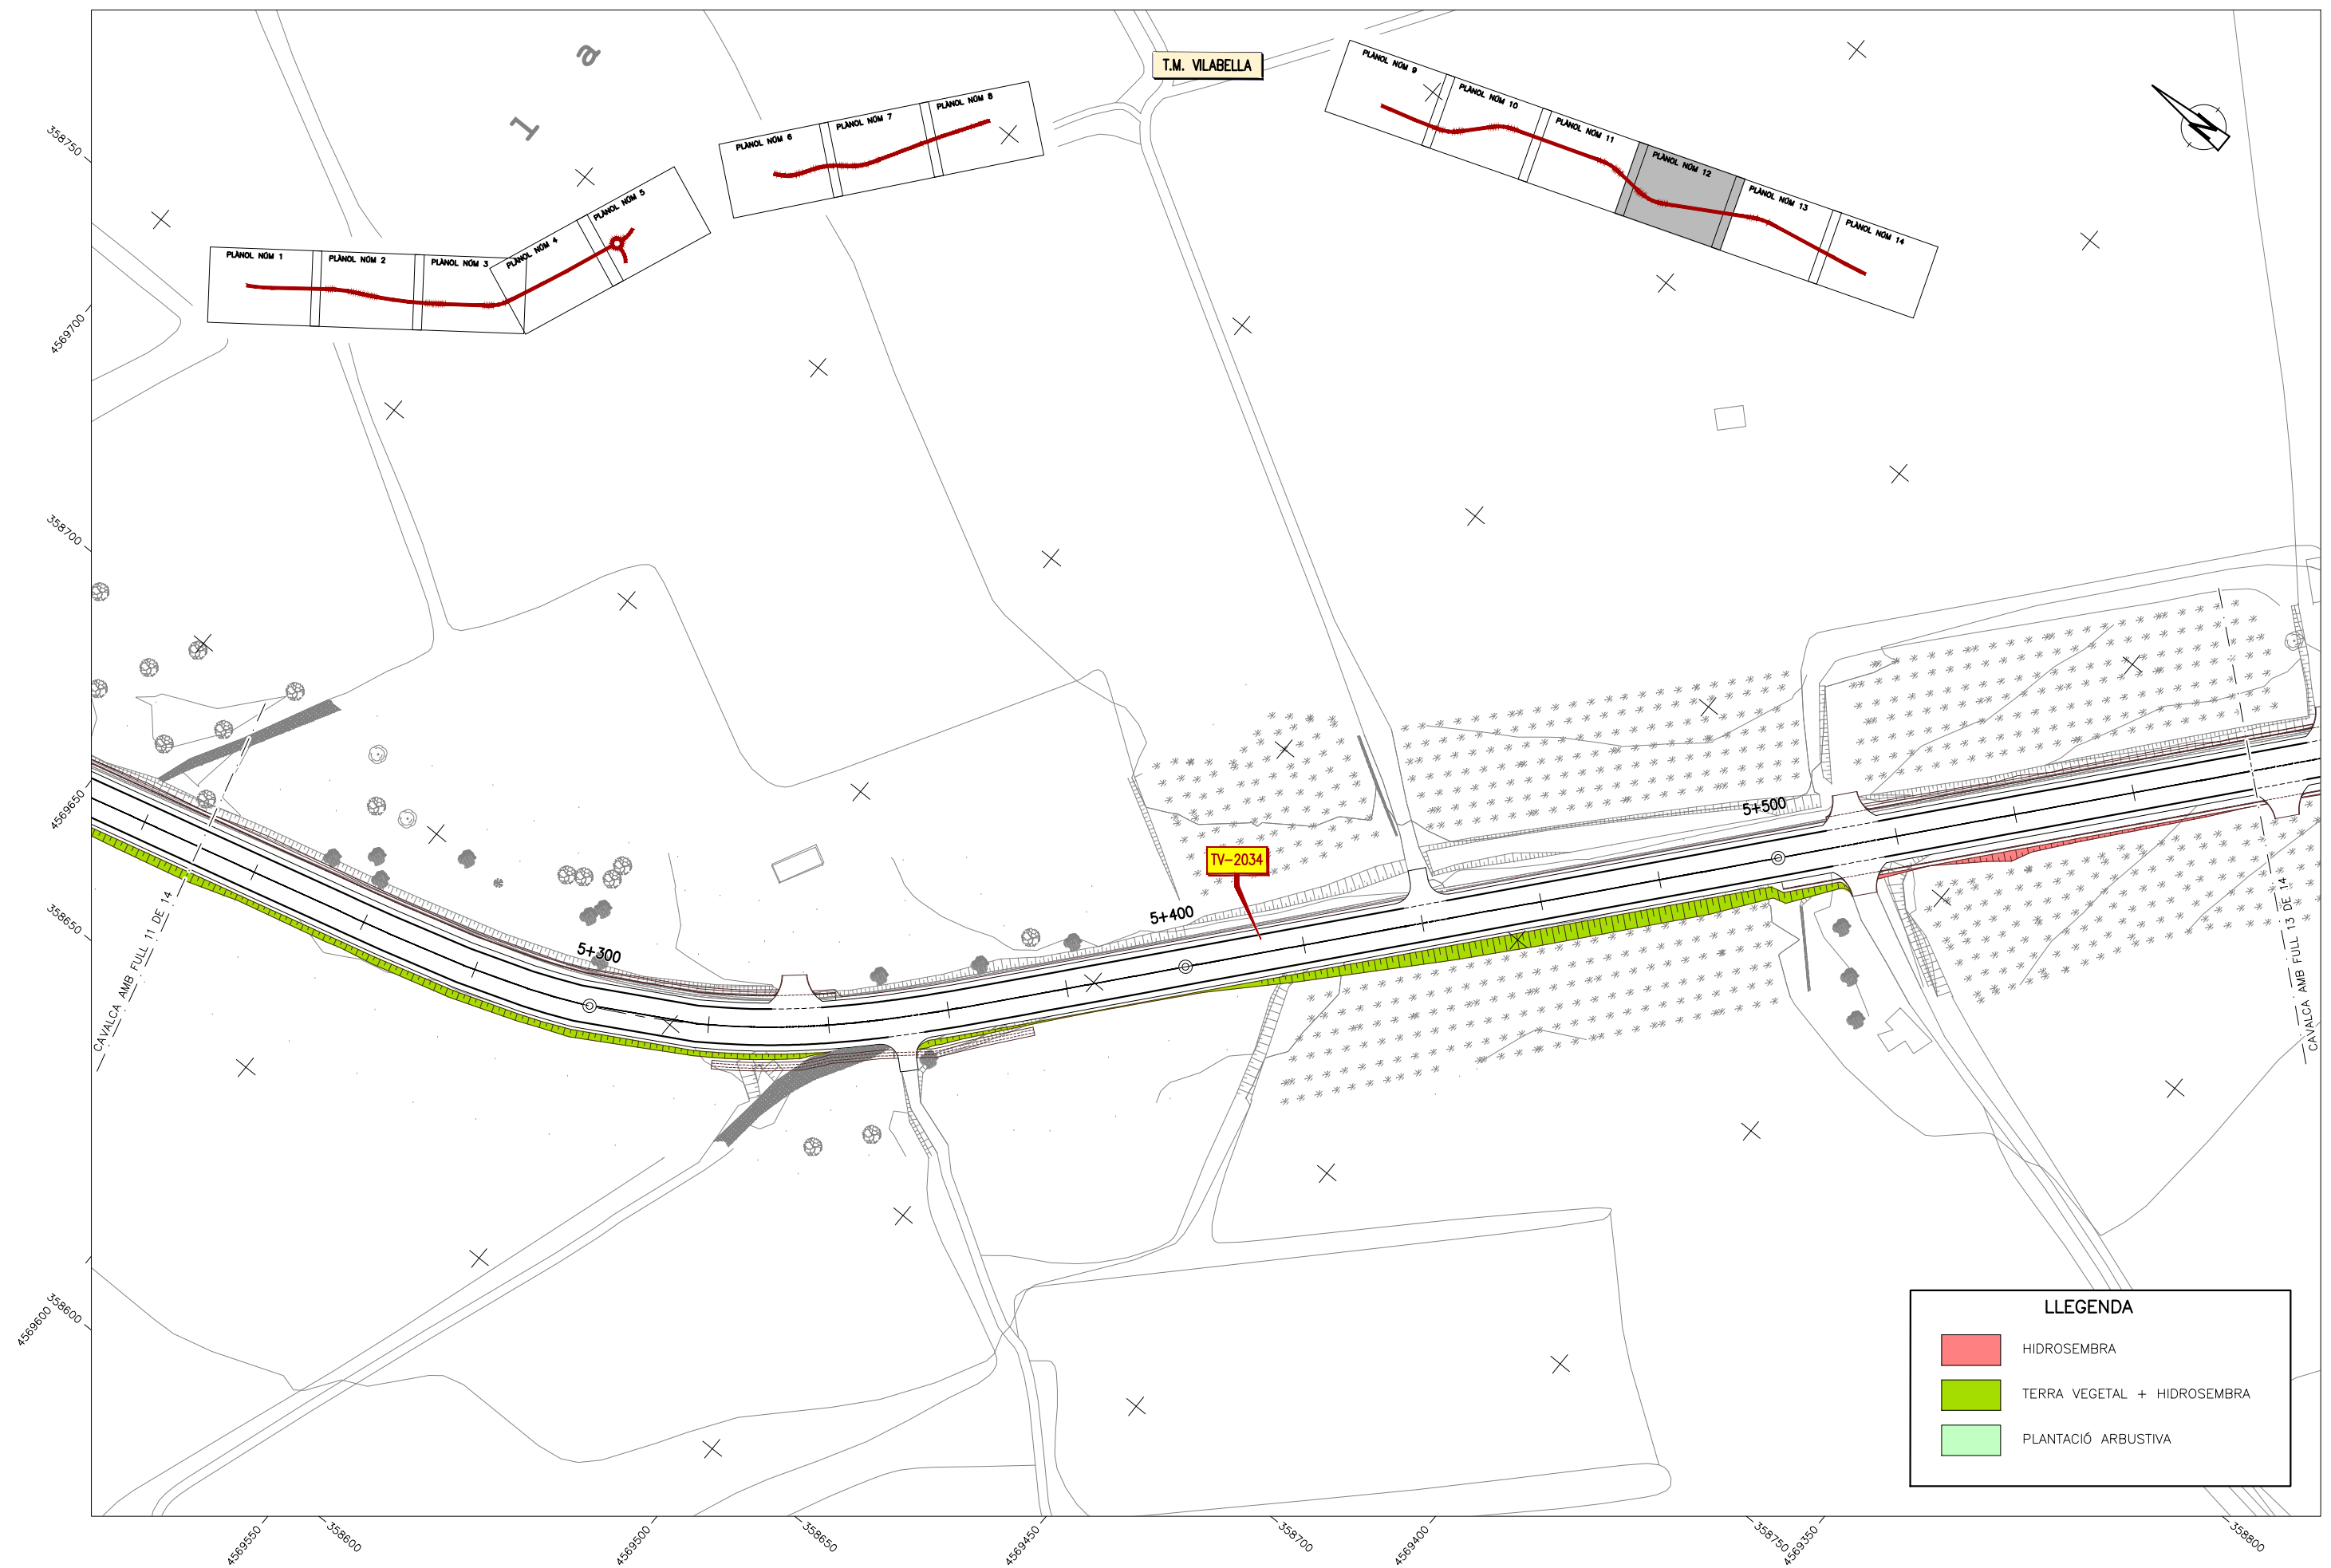 1a
T.M. VILABELLA
PLÀNOL NÚM 1
PLÀNOL NÚM 2
PLÀNOL NÚM 3
PLÀNOL NÚM 4
PLÀNOL NÚM 5
PLÀNOL NÚM 6
PLÀNOL NÚM 7
PLÀNOL NÚM 8
PLÀNOL NÚM 9
PLÀNOL NÚM 10
PLÀNOL NÚM 11
PLÀNOL NÚM 12
PLÀNOL NÚM 13
PLÀNOL NÚM 14
N
358750
4569700
358700
4569650
358650
4569600
358600
5+300
5+400
5+500
TV-2034
CAVALCA AMB FULL 11 DE 14
CAVALCA AMB FULL 13 DE 14
LLEGENDA
HIDROSEMBRA
TERRA VEGETAL + HIDROSEMBRA
PLANTACIÓ ARBUSTIVA
4569550
358600
4569500
358650
4569450
358700
4569400
358750
4569350
358800